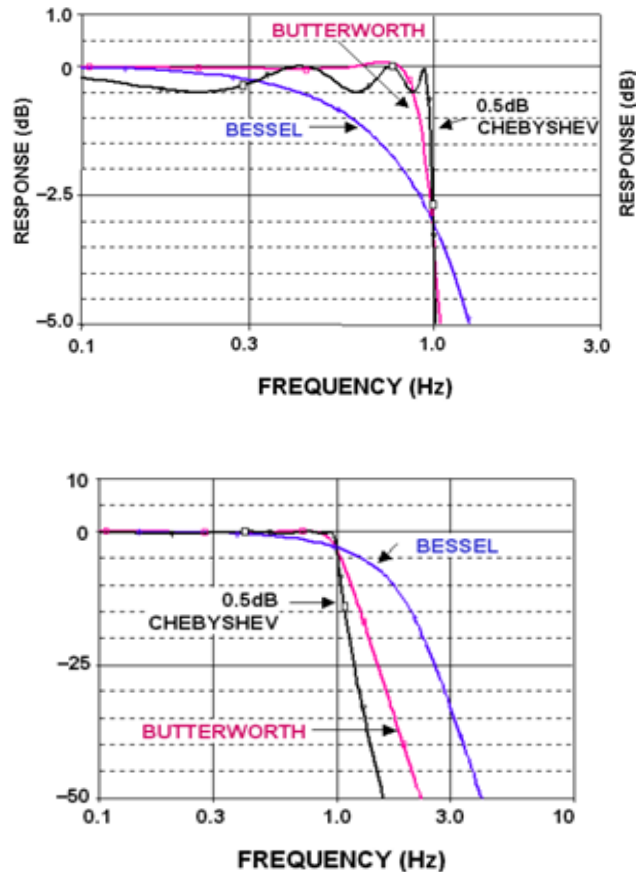 1.0
0
–2.5
–5.0
RESPONSE (dB)
BUTTERWORTH
BESSEL
0.5dB
CHEBYSHEV
RESPONSE (dB)
0.1
0.3
1.0
3.0
FREQUENCY (Hz)
10
0
–25
–50
BESSEL
0.5dB
CHEBYSHEV
BUTTERWORTH
0.1
0.3
1.0
3.0
10
FREQUENCY (Hz)